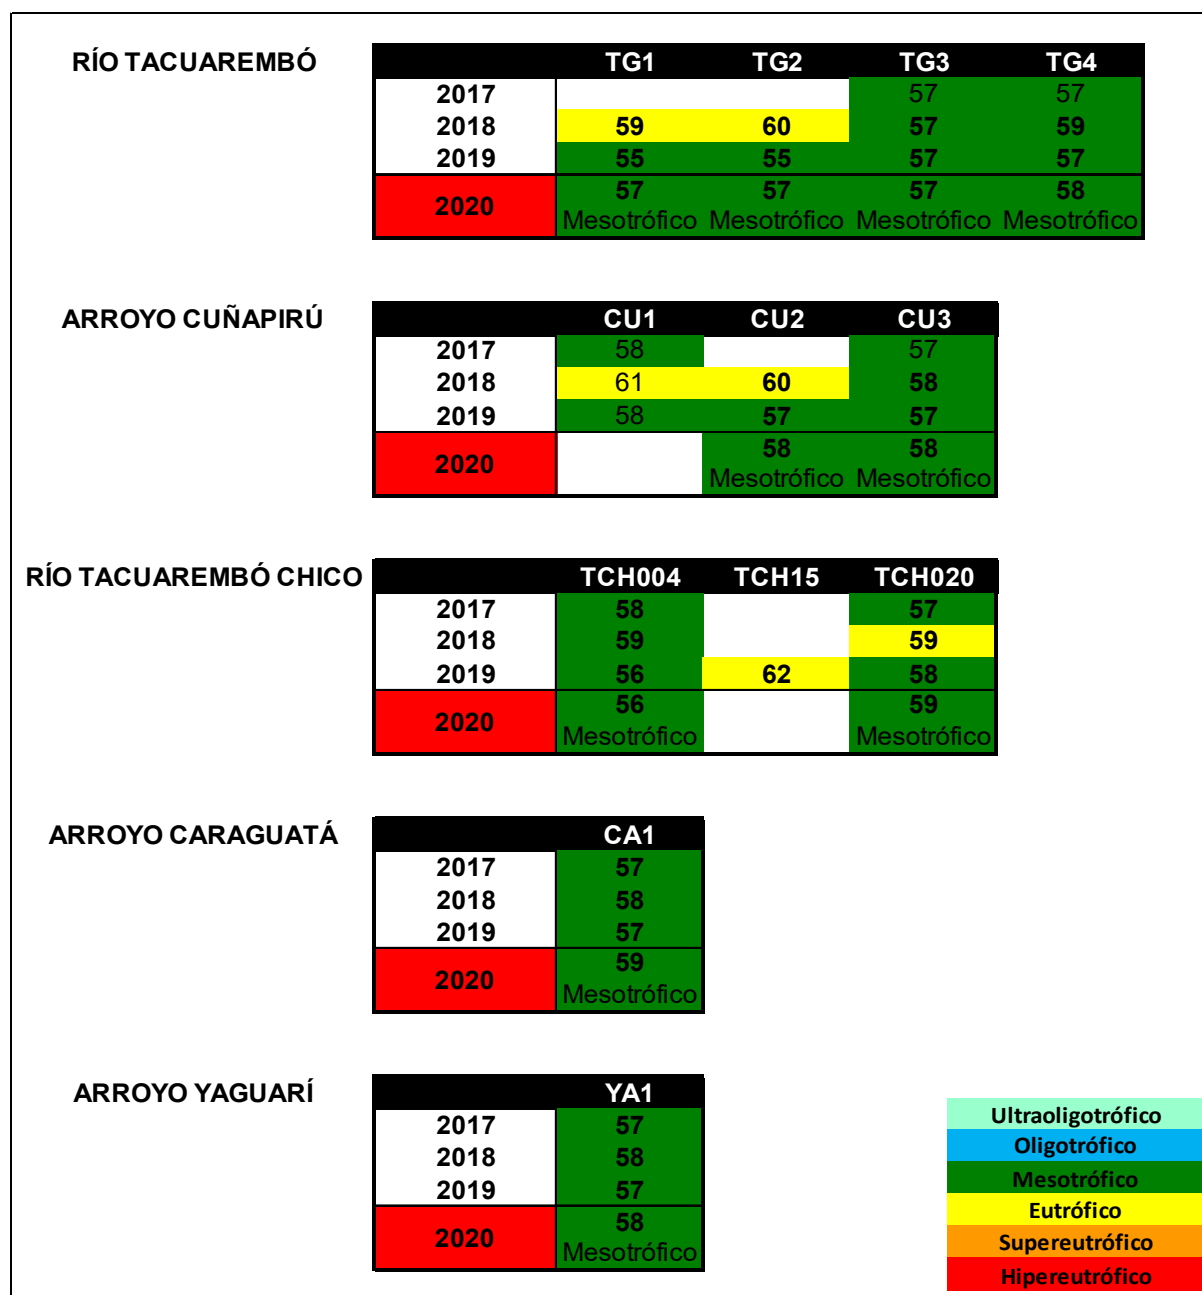 RÍO TACUAREMBÓ TG1 TG2 TG3 TG4
2017 57 57
2018 59 60 57 59
2019 55 55 57 57
2020 57 57 57 58
Mesotrófico Mesotrófico Mesotrófico Mesotrófico
ARROYO CUÑAPIRÚ CU1 CU2 CU3
2017 58 57
2018 61 60 58
2019 58 57 57
2020 58 58
Mesotrófico Mesotrófico
RÍO TACUAREMBÓ CHICO TCH004 TCH15 TCH020
2017 58 57
2018 59 59
2019 56 62 58
2020 56 59
Mesotrófico Mesotrófico
ARROYO CARAGUATÁ CA1
2017 57
2018 58
2019 57
2020 59
Mesotrófico
ARROYO YAGUARÍ YA1
2017 57
2018 58
2019 57
2020 58
Mesotrófico
Ultraoligotrófico
Oligotrófico
Mesotrófico
Eutrófico
Supereutrófico
Hipereutrófico